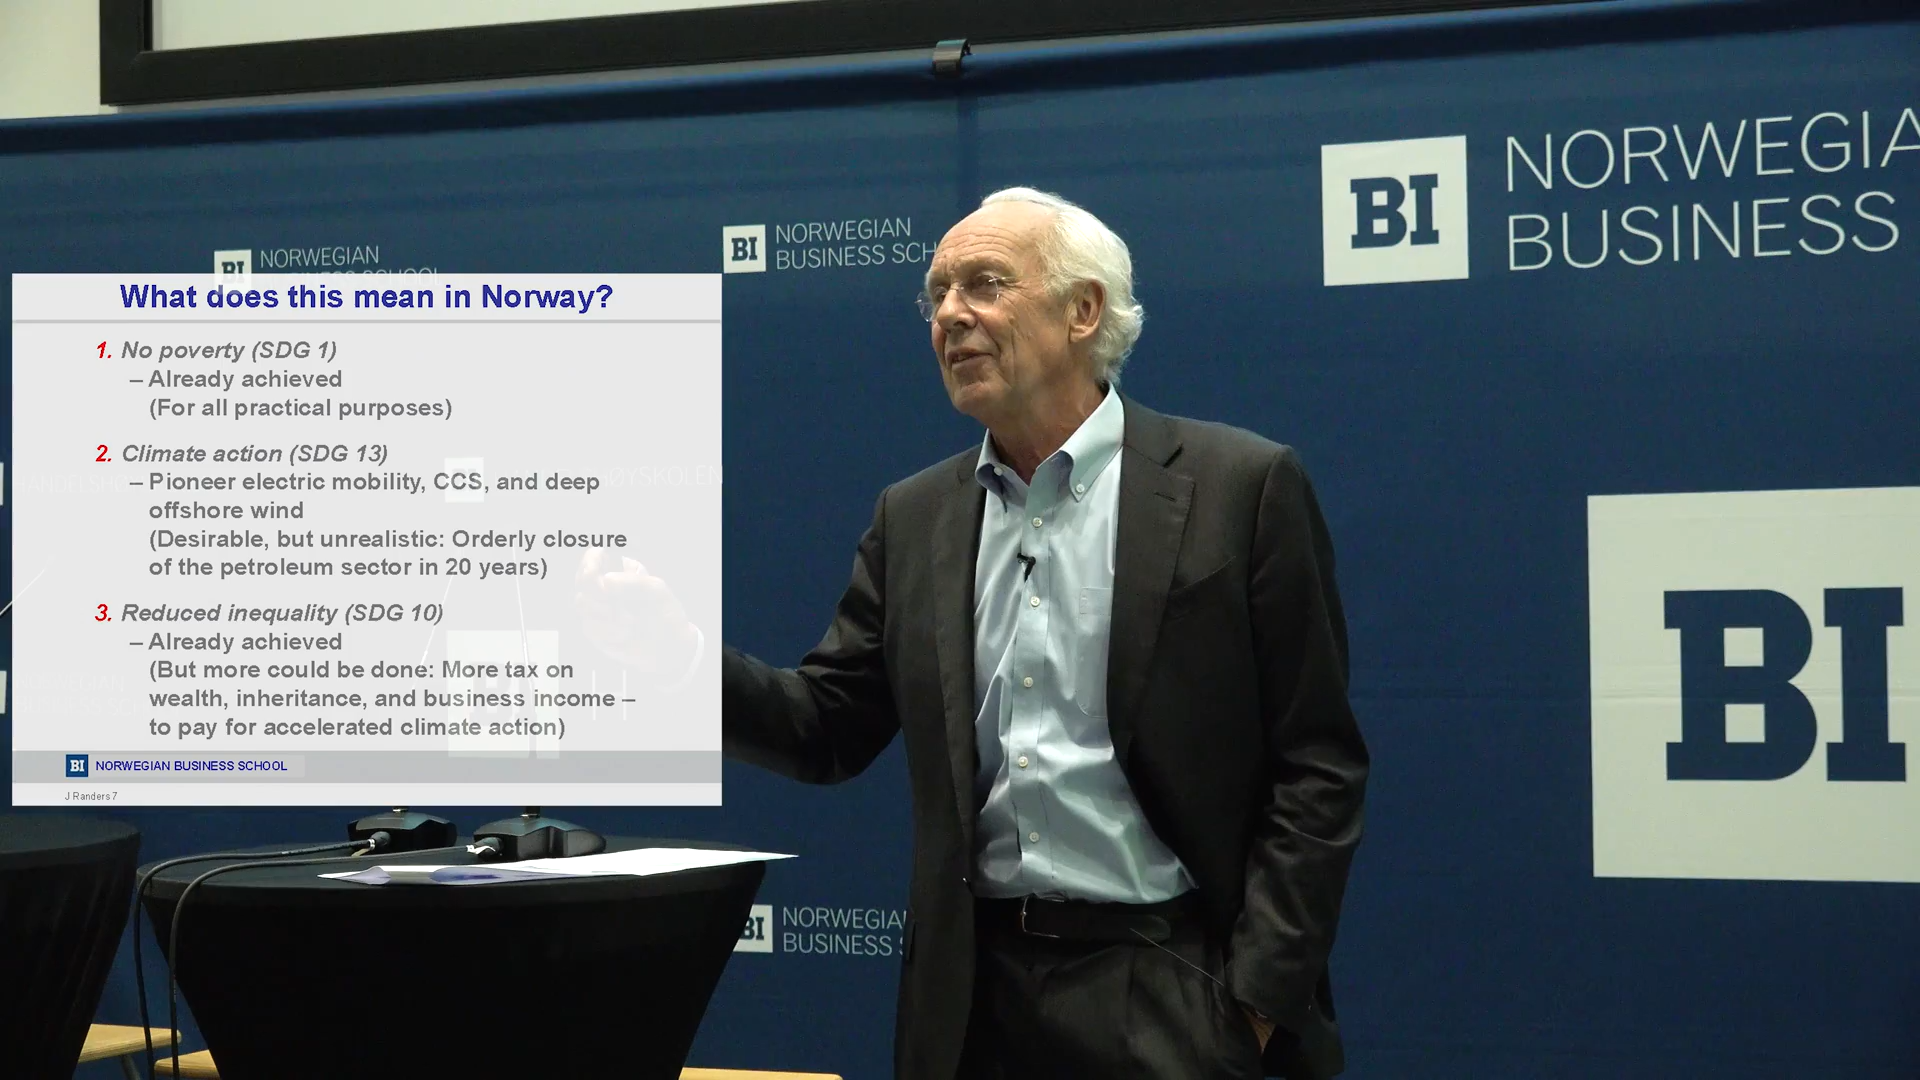 NORWEGIAN
BUSINESS
BI
BI NORWEGIAN
BUSINESS SCH
BI NORWEGIAN
BUSINESS SCHOOL
What does this mean in Norway?
1. No poverty (SDG 1)
– Already achieved
(For all practical purposes)
2. Climate action (SDG 13)
– Pioneer electric mobility, CCS, and deep
offshore wind
(Desirable, but unrealistic: Orderly closure
of the petroleum sector in 20 years)
3. Reduced inequality (SDG 10)
– Already achieved
(But more could be done: More tax on
wealth, inheritance, and business income –
to pay for accelerated climate action)
BI NORWEGIAN BUSINESS SCHOOL
J Randers 7
BI
BI NORWEGIA
BUSINESS S